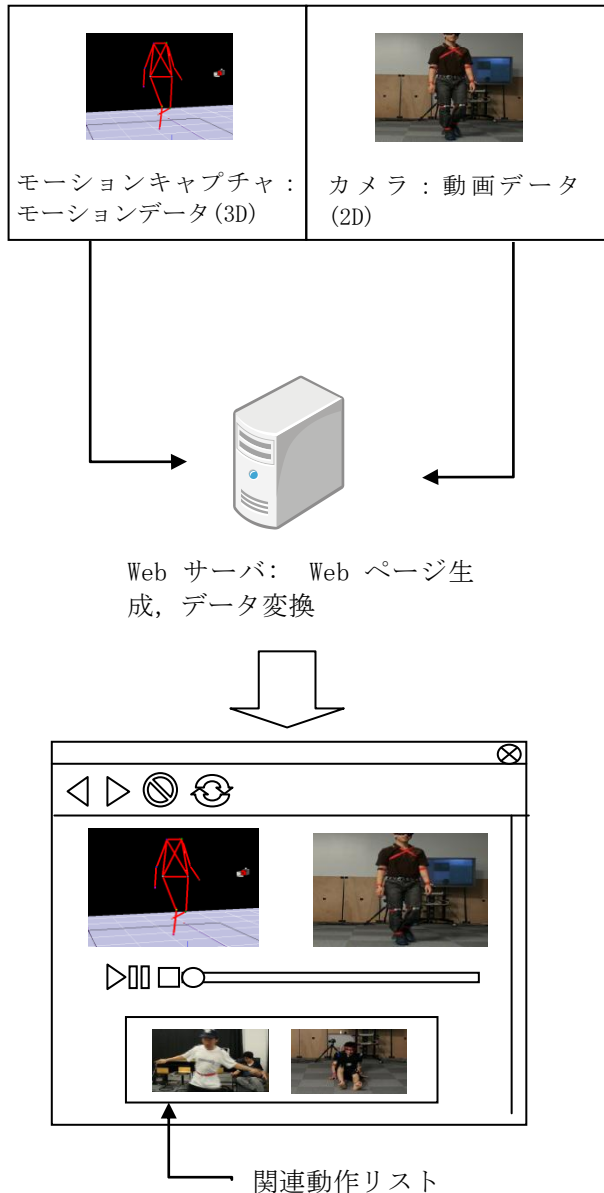 モーションキャプチャ:
モーションデータ(3D)
カメラ:動画データ
(2D)
Web サーバ: Web ページ生
成, データ変換
関連動作リスト